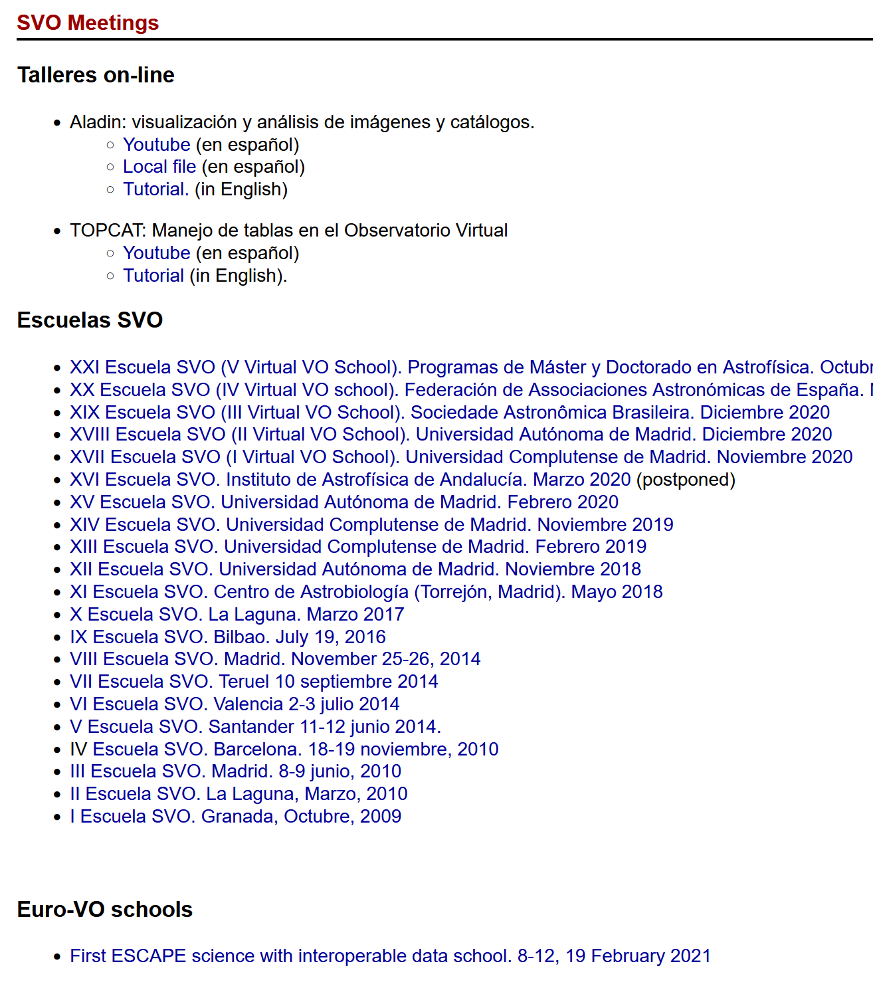 SVO Meetings
Talleres on-line
Aladin: visualización y análisis de imágenes y catálogos.
Youtube (en español)
Local file (en español)
Tutorial. (in English)
TOPCAT: Manejo de tablas en el Observatorio Virtual
Youtube (en español)
Tutorial (in English).
Escuelas SVO
XXI Escuela SVO (V Virtual VO School). Programas de Máster y Doctorado en Astrofísica.
XX Escuela SVO (IV Virtual VO school). Federación de Associaciones Astronómicas de España.
XIX Escuela SVO (III Virtual VO School). Sociedade Astronômica Brasileira. Diciembre 2020
XVIII Escuela SVO (II Virtual VO School). Universidad Autónoma de Madrid. Diciembre 2020
XVII Escuela SVO (I Virtual VO School). Universidad Complutense de Madrid. Noviembre 2020
XVI Escuela SVO. Instituto de Astrofísica de Andalucía. Marzo 2020 (postponed)
XV Escuela SVO. Universidad Autónoma de Madrid. Febrero 2020
XIV Escuela SVO. Universidad Complutense de Madrid. Noviembre 2019
XIII Escuela SVO. Universidad Complutense de Madrid. Febrero 2019
XII Escuela SVO. Universidad Autónoma de Madrid. Noviembre 2018
XI Escuela SVO. Centro de Astrobiología (Torrejón, Madrid). Mayo 2018
X Escuela SVO. La Laguna. Marzo 2017
IX Escuela SVO. Bilbao. July 19, 2016
VIII Escuela SVO. Madrid. November 25-26, 2014
VII Escuela SVO. Teruel 10 septiembre 2014
VI Escuela SVO. Valencia 2-3 julio 2014
V Escuela SVO. Santander 11-12 junio 2014.
IV Escuela SVO. Barcelona. 18-19 noviembre, 2010
III Escuela SVO. Madrid. 8-9 junio, 2010
II Escuela SVO. La Laguna, Marzo, 2010
I Escuela SVO. Granada, Octubre, 2009
Euro-VO schools
First ESCAPE science with interoperable data school. 8-12, 19 February 2021